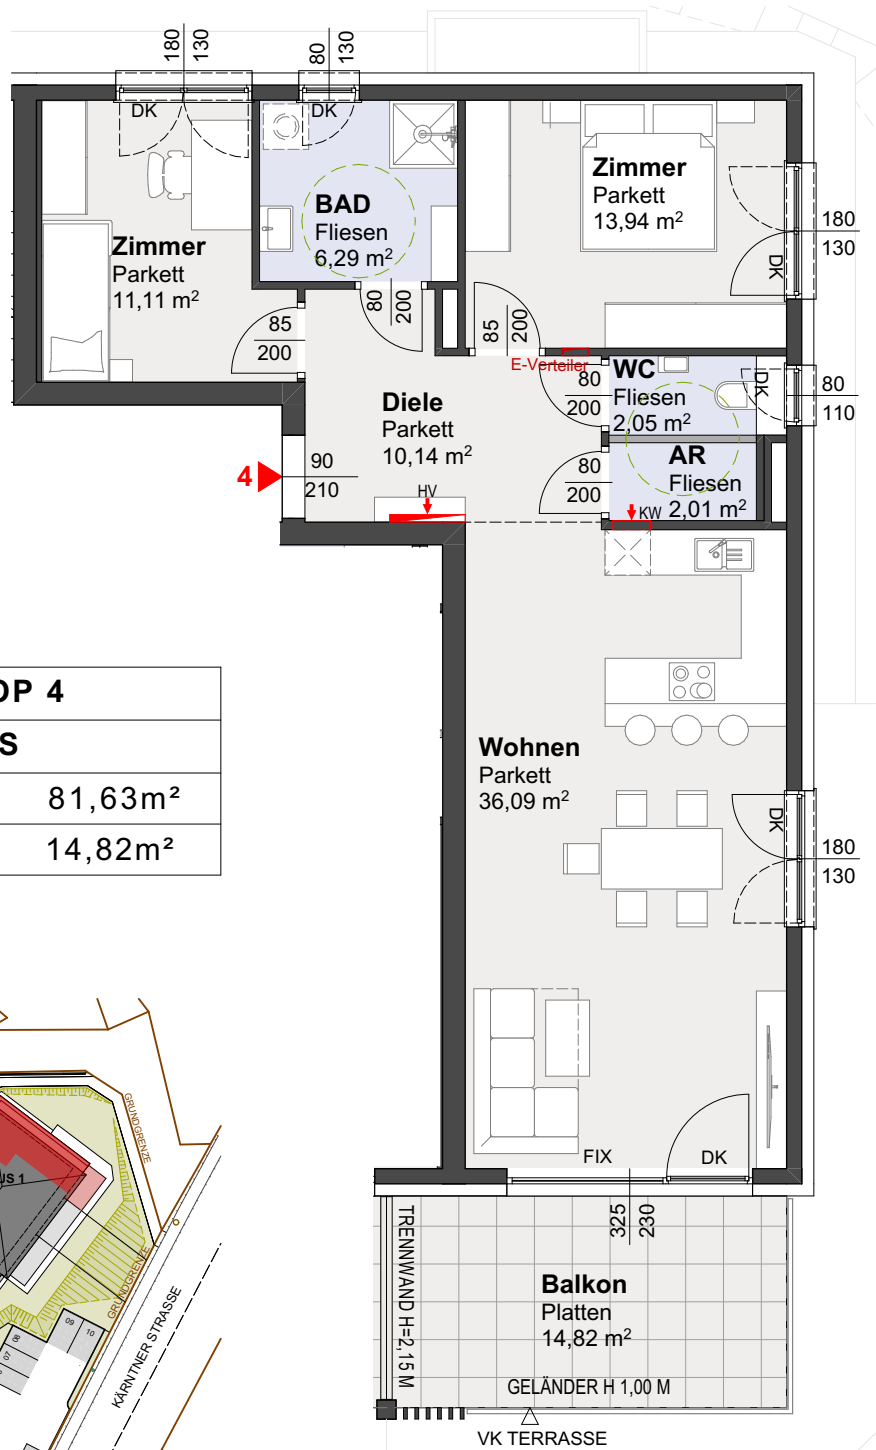 180
130
80
130
DK
DK
Zimmer
Parkett
11,11 m²
BAD
Fliesen
6,29 m²
Zimmer
Parkett
13,94 m²
DK
180
130
85
200
80
200
85
200
E-Verteiler
80
200
WC
Fliesen
2,05 m²
DK
80
110
Diele
Parkett
10,14 m²
4
90
210
HV
80
200
AR
Fliesen
2,01 m²
KW
OP 4
S
81,63m²
14,82m²
Wohnen
Parkett
36,09 m²
DK
180
130
FIX
DK
325
230
TRENNWAND H=2,15 M
Balkon
Platten
14,82 m²
GELÄNDER H 1,00 M
VK TERRASSE
GRUNDGRENZE
US 1
GRUNDGRENZE
KÄRNTNER STRASSE
10
09
08
07